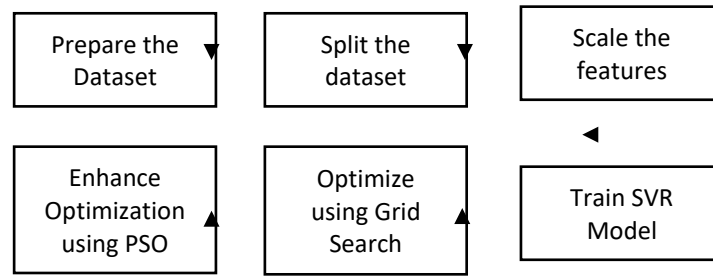 Prepare the
Dataset
Split the
dataset
Scale the
features
Enhance
Optimization
using PSO
Optimize
using Grid
Search
Train SVR
Model